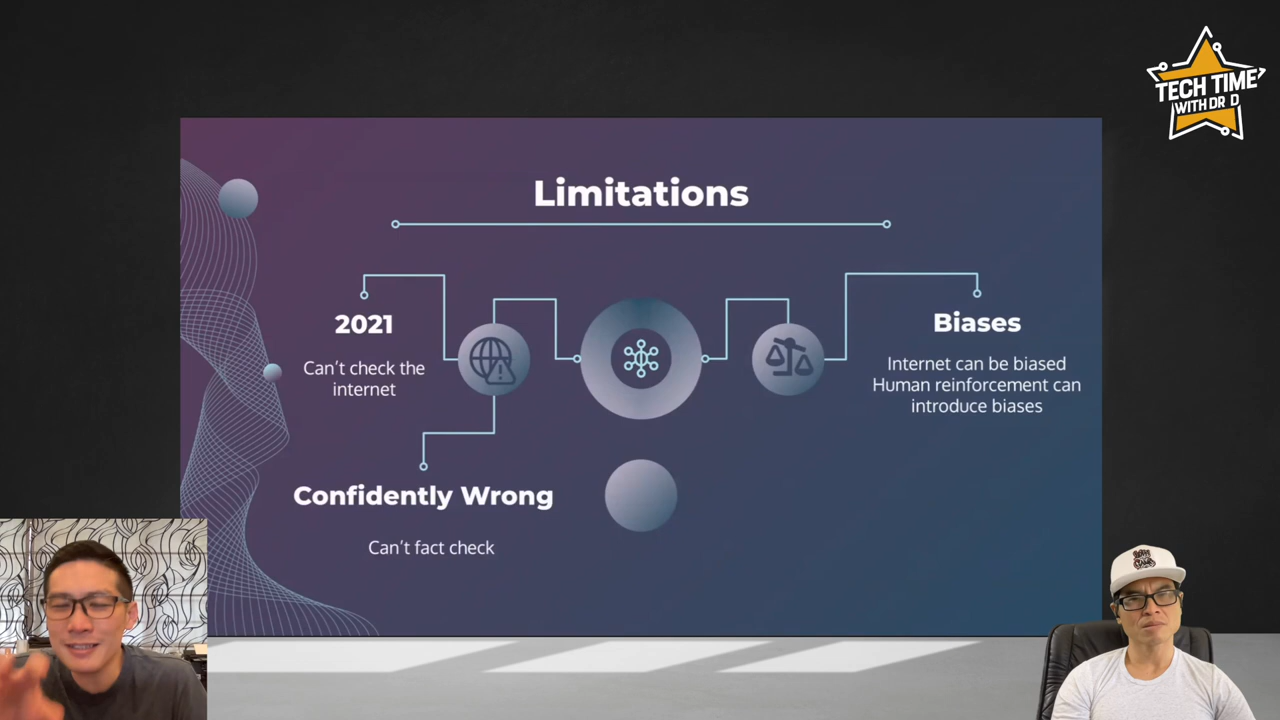 TECH TIME
WITH DR D
Limitations
2021
Can't check the
internet
Confidently Wrong
Can't fact check
Biases
Internet can be biased
Human reinforcement can
introduce biases